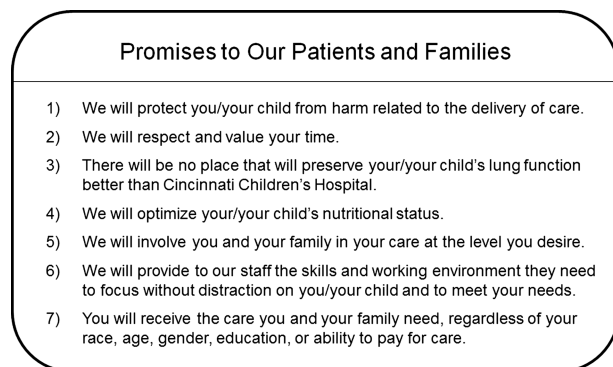 Promises to Our Patients and Families
1) We will protect you/your child from harm related to the delivery of care.
2) We will respect and value your time.
3) There will be no place that will preserve your/your child's lung function
better than Cincinnati Children's Hospital.
4) We will optimize your/your child's nutritional status.
5) We will involve you and your family in your care at the level you desire.
6) We will provide to our staff the skills and working environment they need
to focus without distraction on you/your child and to meet your needs.
7) You will receive the care you and your family need, regardless of your
race, age, gender, education, or ability to pay for care.